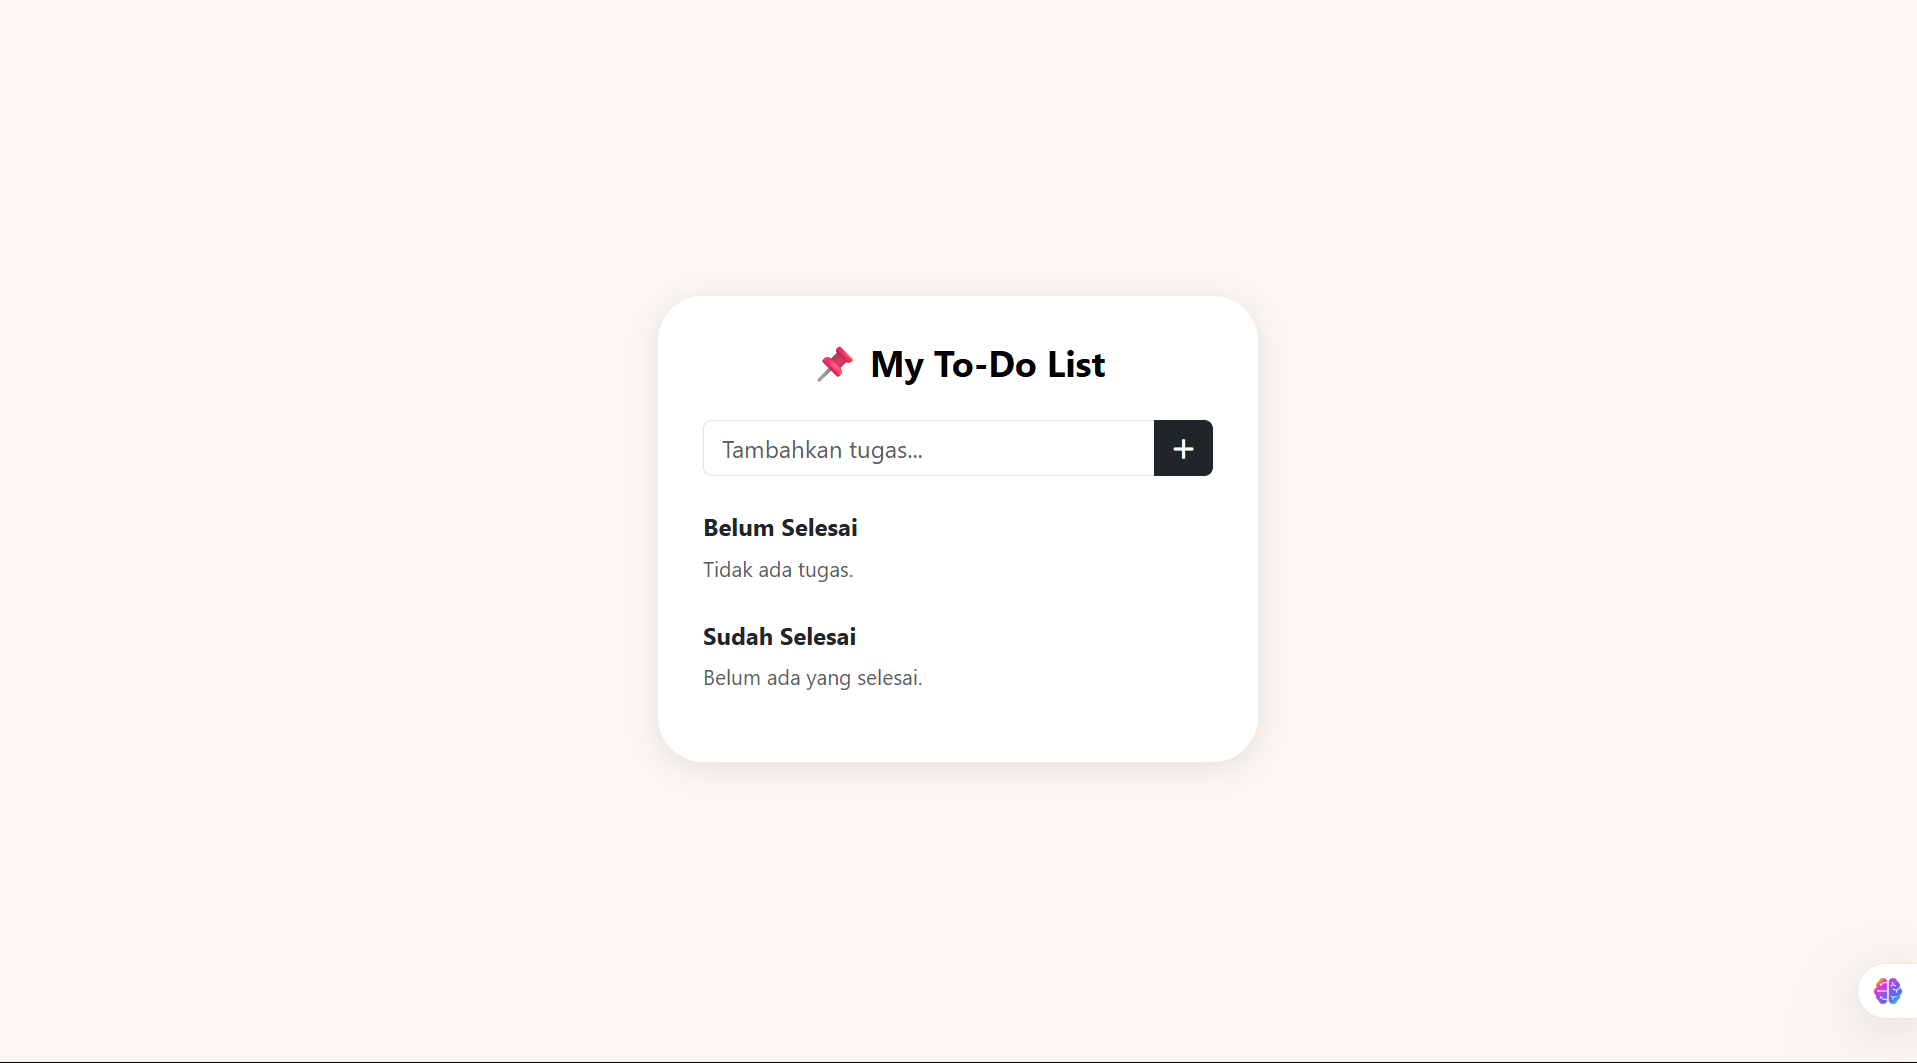 📌 My To-Do List
Tambahkan tugas...
Belum Selesai
Tidak ada tugas.
Sudah Selesai
Belum ada yang selesai.